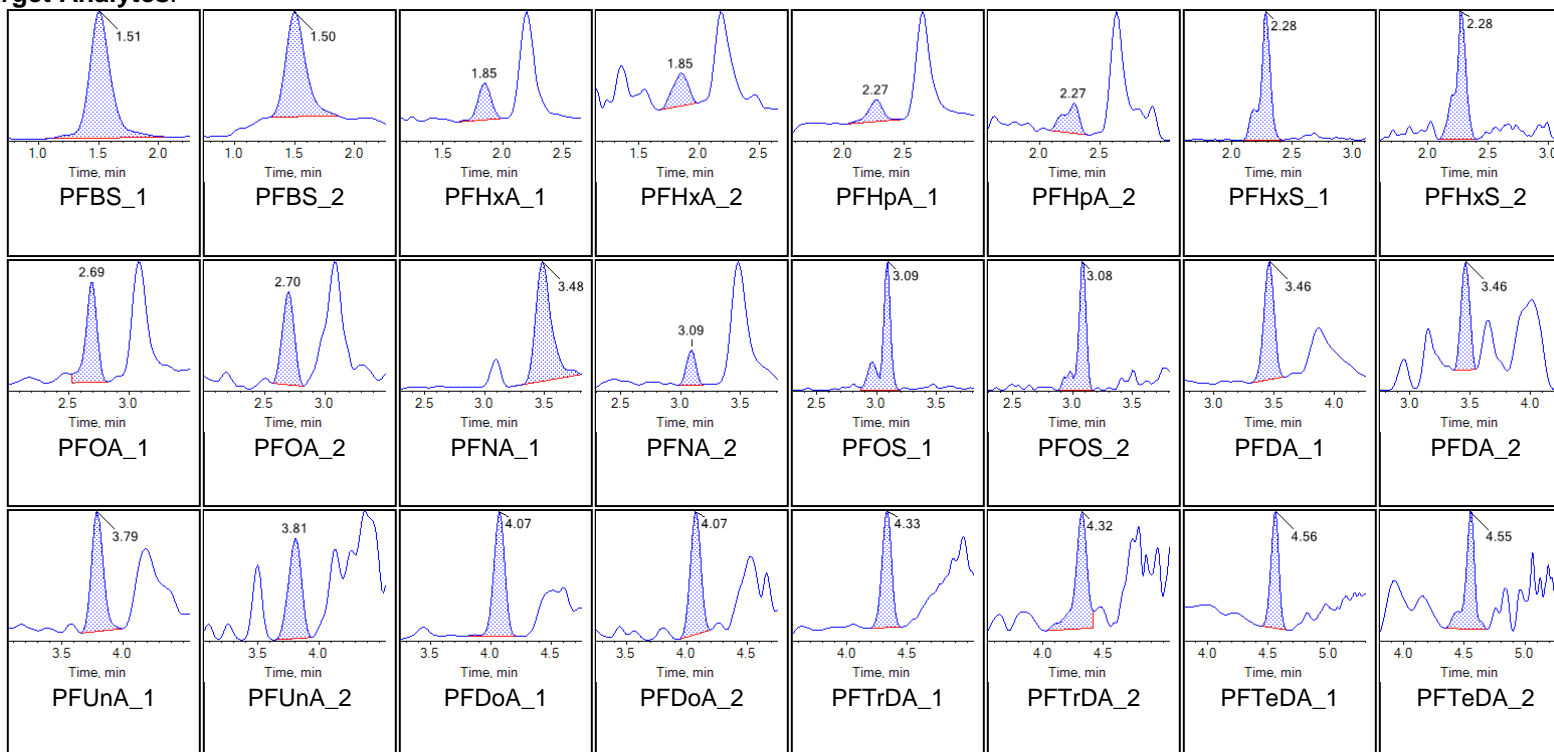 rget Analytes:
1.51 1.50 1.85 1.85 2.27 2.27 2.28 2.28
1.0 1.5 2.0 1.0 1.5 2.0 1.5 2.0 2.5 1.5 2.0 2.5 2.0 2.5 2.0 2.5 3.0 2.0 2.5 3.0 2.0 2.5 3.0
Time, min Time, min Time, min Time, min Time, min Time, min Time, min Time, min
PFBS_1 PFBS_2 PFHxA_1 PFHxA_2 PFHpA_1 PFHpA_2 PFHxS_1 PFHxS_2
2.69 2.70 3.48 3.09 3.09 3.08 3.46 3.46
2.5 3.0 2.5 3.0 2.5 3.0 3.5 2.5 3.0 3.5 2.5 3.0 3.5 2.5 3.0 3.5 3.0 3.5 4.0 3.0 3.5 4.0
Time, min Time, min Time, min Time, min Time, min Time, min Time, min Time, min
PFOA_1 PFOA_2 PFNA_1 PFNA_2 PFOS_1 PFOS_2 PFDA_1 PFDA_2
3.79 3.81 4.07 4.07 4.33 4.32 4.56 4.55
3.5 4.0 3.5 4.0 3.5 4.0 4.5 3.5 4.0 4.5 4.0 4.5 4.0 4.5 4.0 4.5 5.0 4.0 4.5 5.0
Time, min Time, min Time, min Time, min Time, min Time, min Time, min Time, min
PFUnA_1 PFUnA_2 PFDoA_1 PFDoA_2 PFTrDA_1 PFTrDA_2 PFTeDA_1 PFTeDA_2